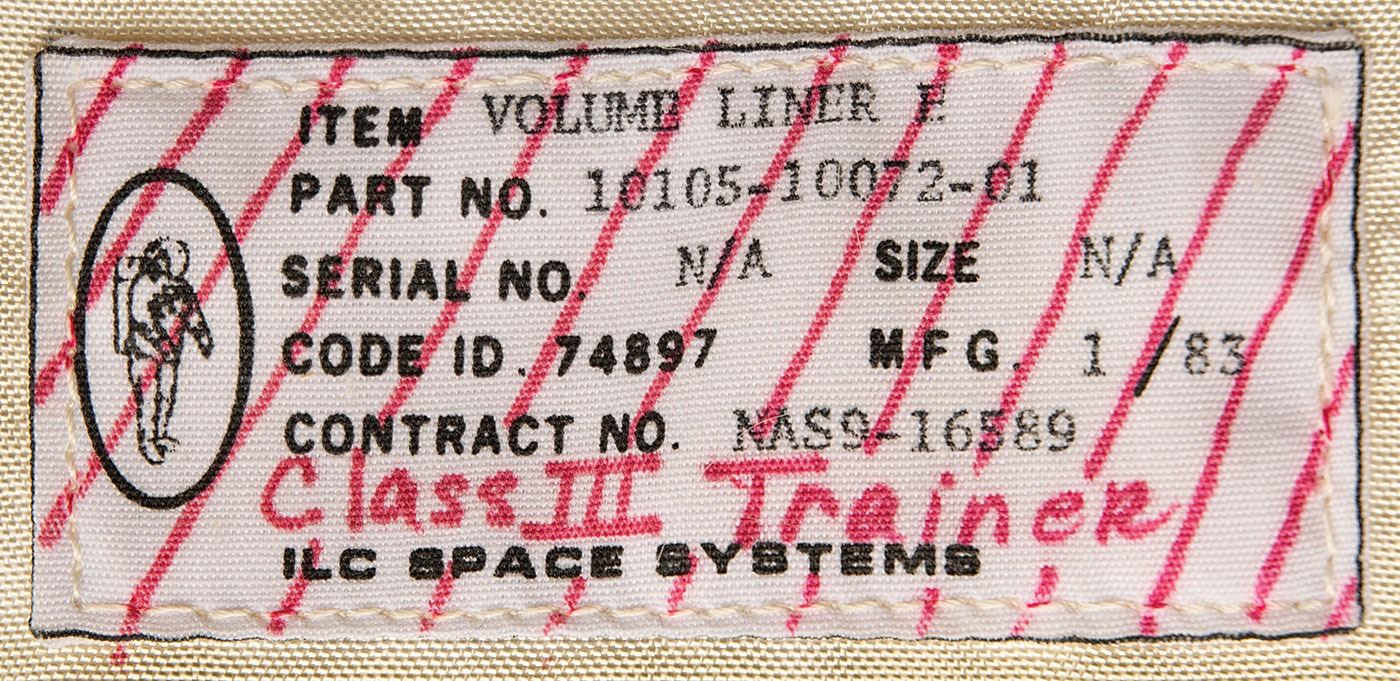 ITEM VOLUME LINER E
PART NO. 10105-10072-01
SERIAL NO. N/A SIZE N/A
CODE ID. 74897 MFG. 1/83
CONTRACT NO. NAS9-16589
Class III Trainer
ILC SPACE SYSTEMS